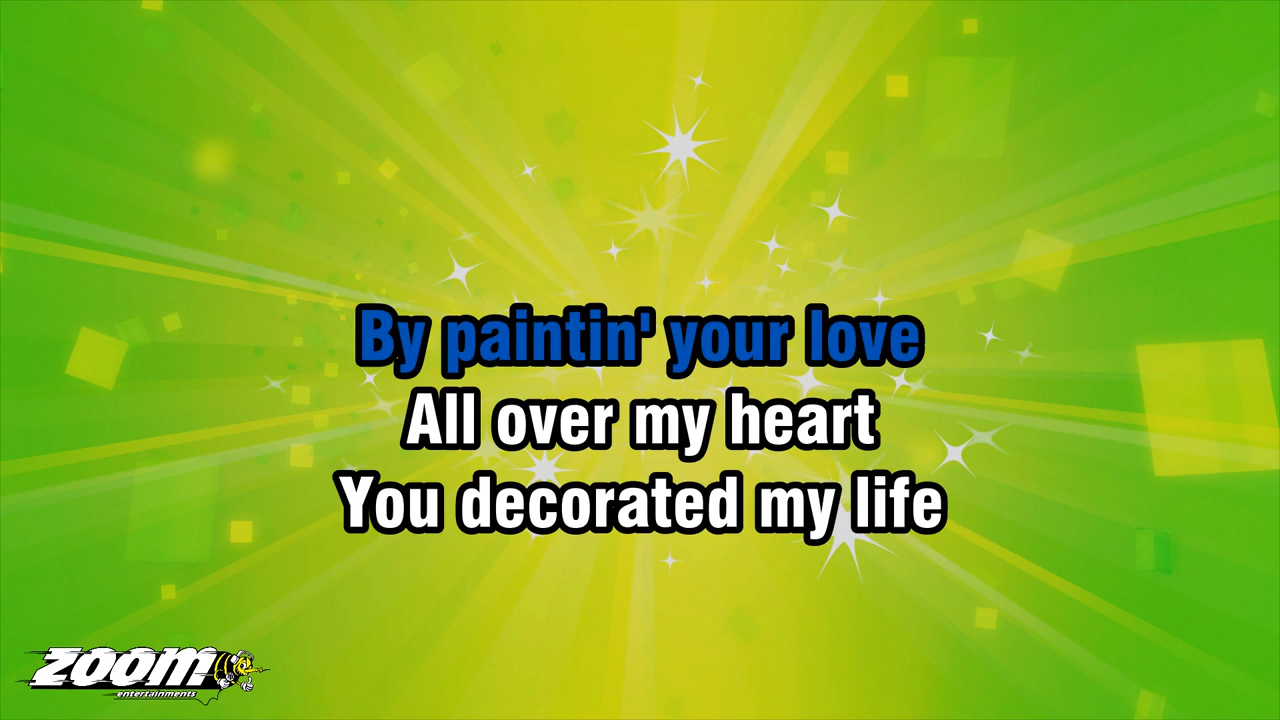 By paintin' your love
All over my heart
You decorated my life
ZOOM
entertainments